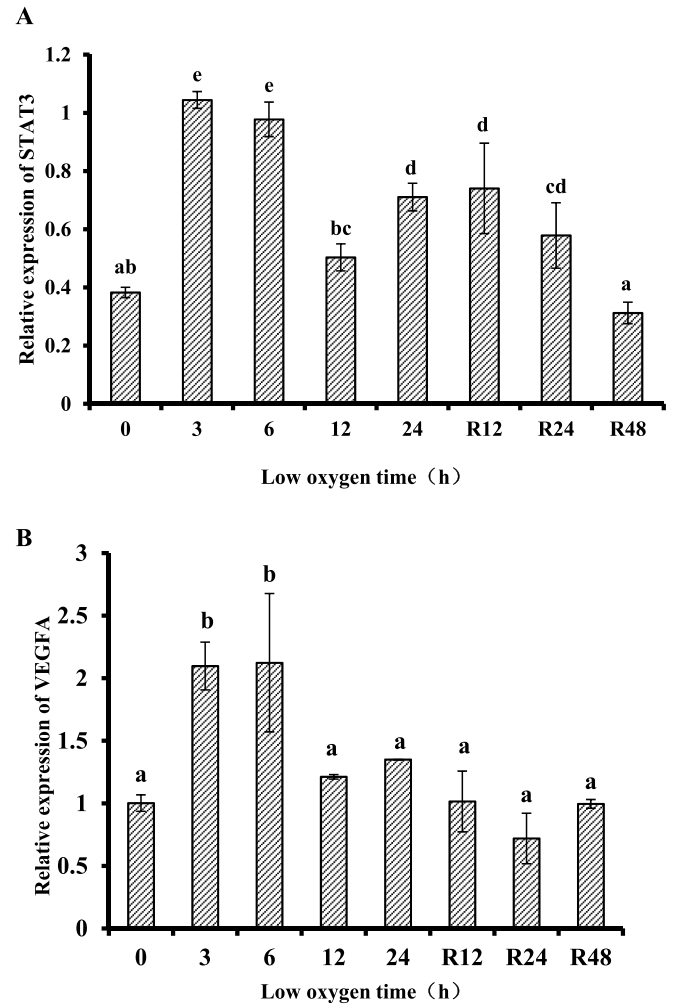 A
Relative expression of STAT3
1.2
1
0.8
0.6
0.4
0.2
0
ab
e
e
bc
d
d
cd
a
0 3 6 12 24 R12 R24 R48
Low oxygen time（h）
B
Relative expression of VEGFA
3
2.5
2
1.5
1
0.5
0
a
b
b
a
a
a
a
a
0 3 6 12 24 R12 R24 R48
Low oxygen time（h）